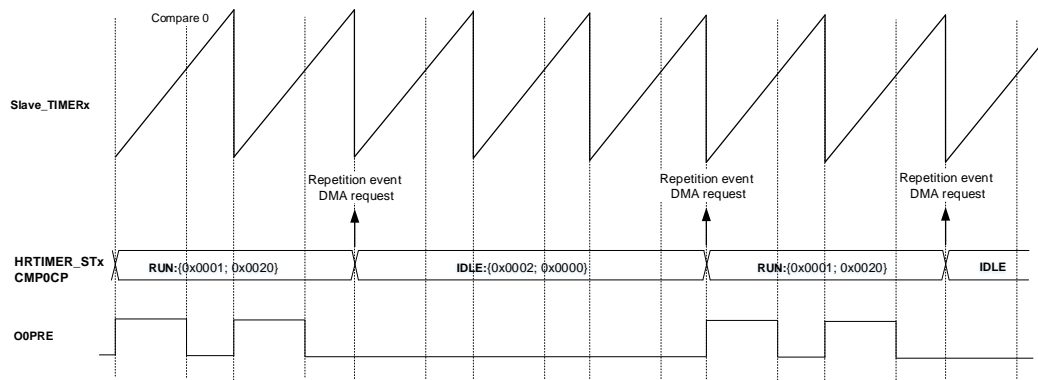 Compare 0
Slave_TIMERx
Repetition event
DMA request
Repetition event
DMA request
Repetition event
DMA request
HRTIMER_STx
CMP0CP
RUN:{0x0001; 0x0020}
IDLE:{0x0002; 0x0000}
RUN:{0x0001; 0x0020}
IDLE
O0PRE